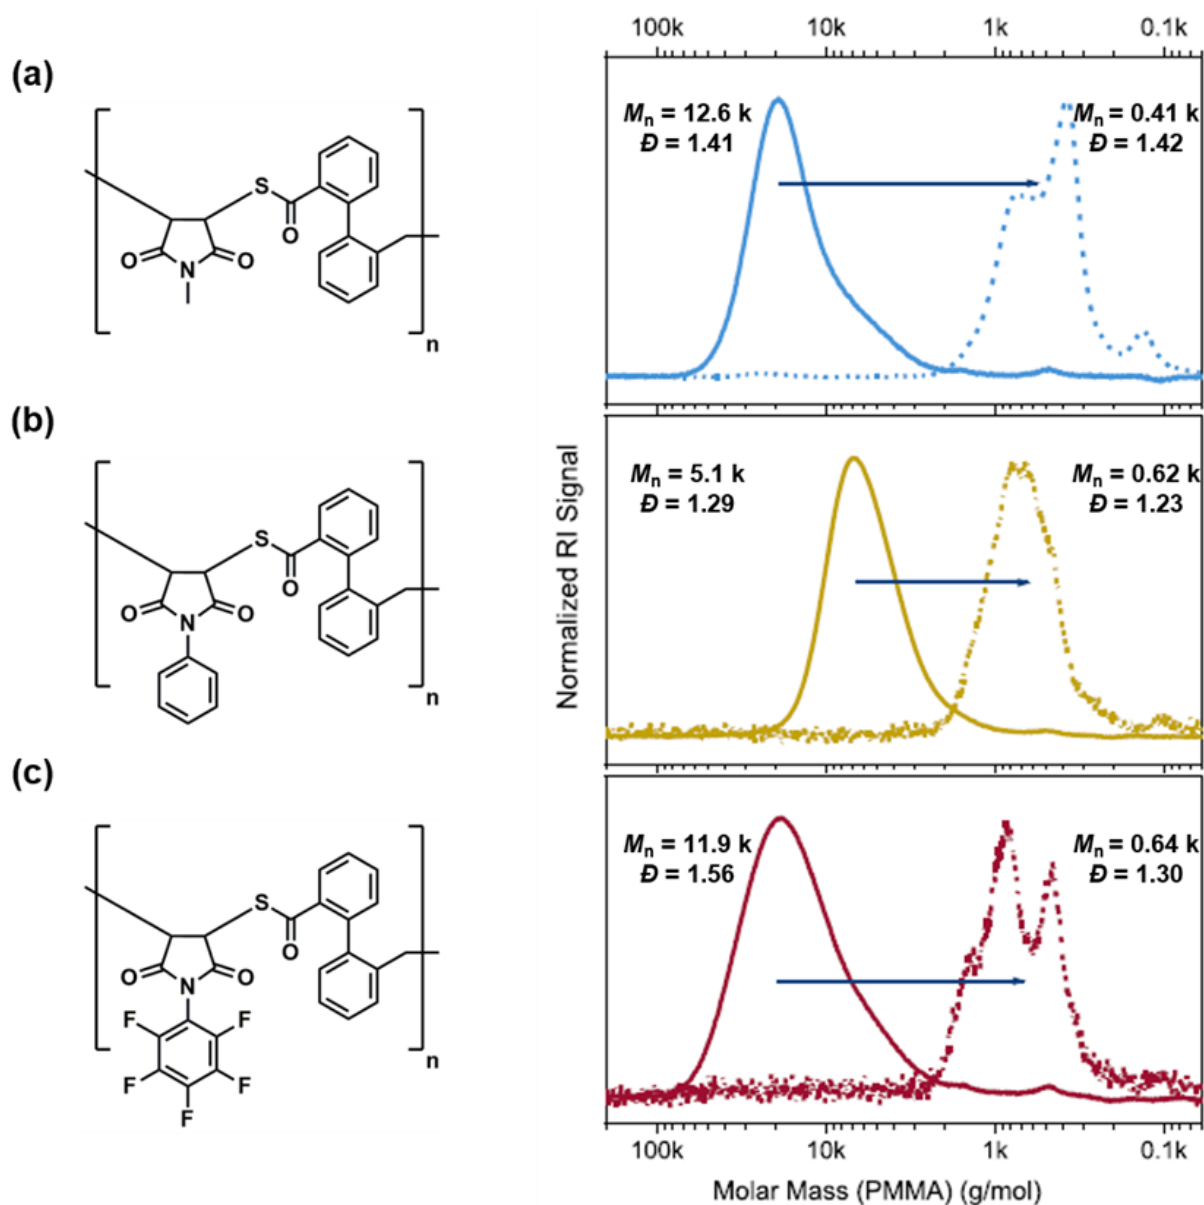 100k 10k 1k 0.1k
(a)
S
O
O N O
n
Mn = 12.6 k
Đ = 1.41
Mn = 0.41 k
Đ = 1.42
(b)
S
O
O N O
n
Mn = 5.1 k
Đ = 1.29
Mn = 0.62 k
Đ = 1.23
Normalized RI Signal
(c)
S
O
O N O
F F
F F
F
n
Mn = 11.9 k
Đ = 1.56
Mn = 0.64 k
Đ = 1.30
100k 10k 1k 0.1k
Molar Mass (PMMA) (g/mol)